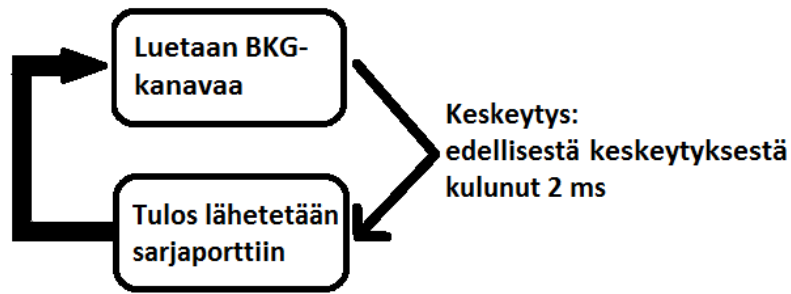 Luetaan BKG-
kanavaa
Keskeytys:
edellisestä keskeytyksestä
kulunut 2 ms
Tulos lähetetään
sarjaporttiin